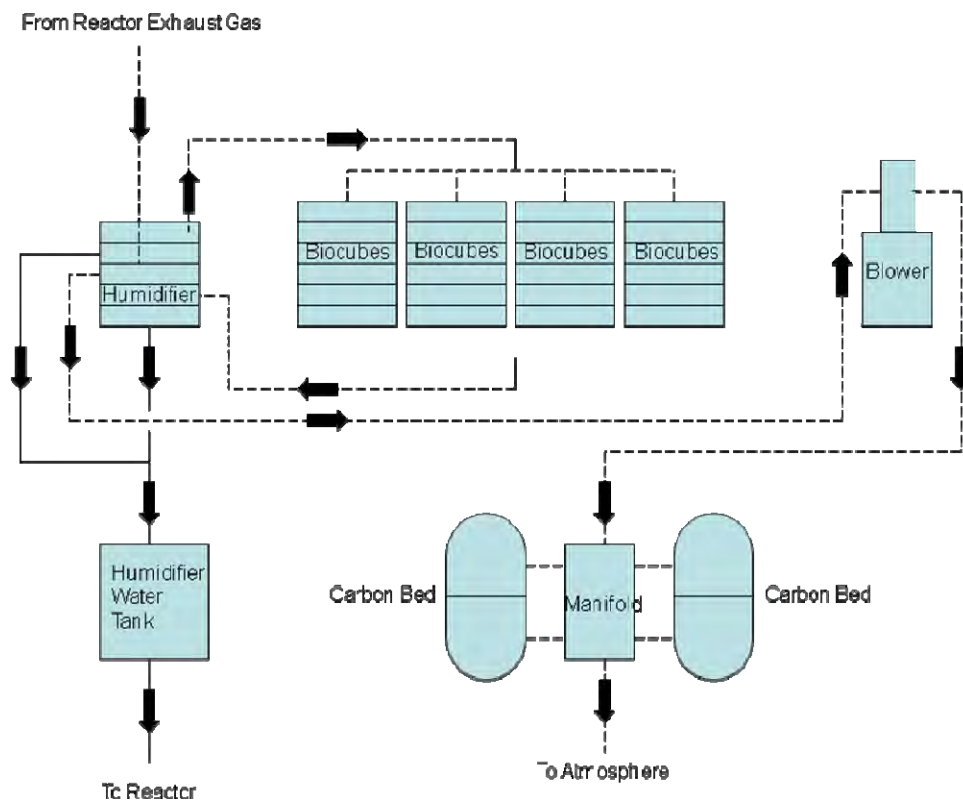 From Reactor Exhaust Gas
Biocubes
Biocubes
Biocubes
Biocubes
Humidifier
Blower
Humidifier
Water
Tank
Carbon Bed
Manifold
Carbon Bed
To Atmosphere
To Reactor